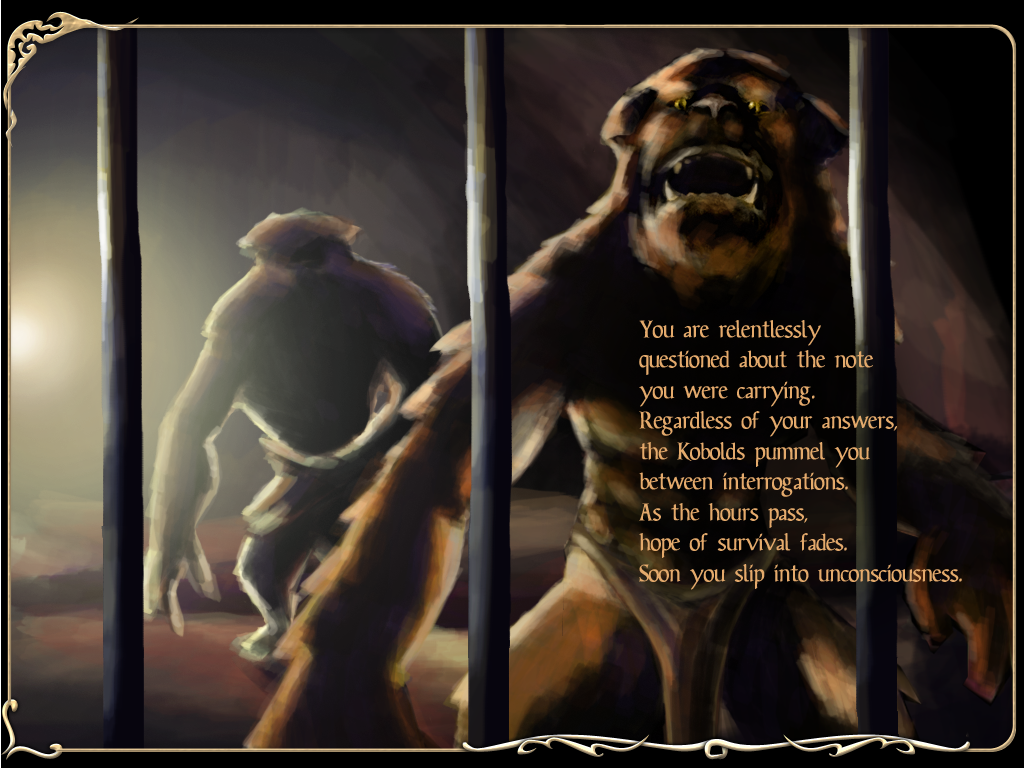 You are relentlessly
questioned about the note
you were carrying.
Regardless of your answers,
the Kobolds pummel you
between interrogations.
As the hours pass,
hope of survival fades.
Soon you slip into unconsciousness.